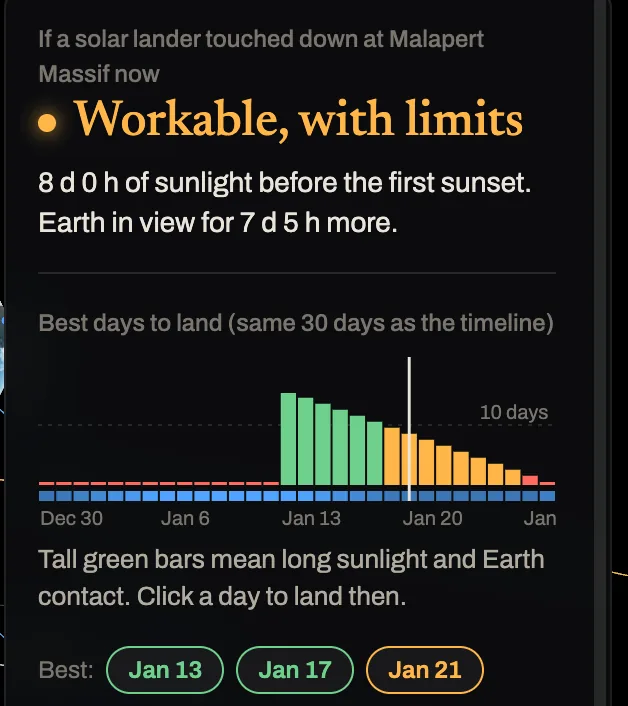 If a solar lander touched down at Malapert
Massif now
Workable, with limits
8 d 0 h of sunlight before the first sunset.
Earth in view for 7 d 5 h more.
Best days to land (same 30 days as the timeline)
10 days
Dec 30 Jan 6 Jan 13 Jan 20 Jan
Tall green bars mean long sunlight and Earth
contact. Click a day to land then.
Best: Jan 13 Jan 17 Jan 21